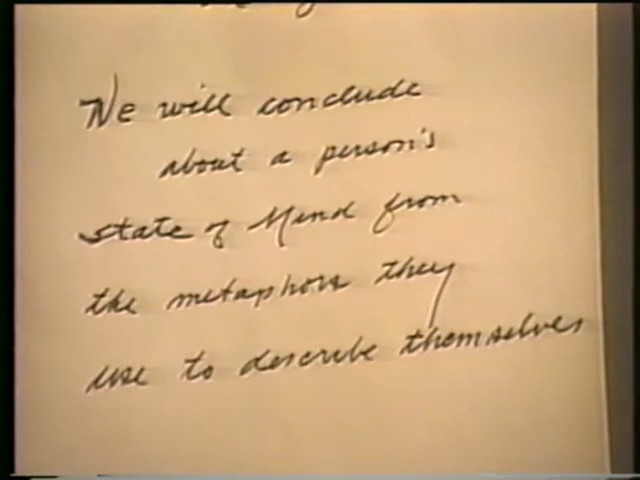 We will conclude
about a person's
state of Mind from
the metaphors they
use to describe themselves